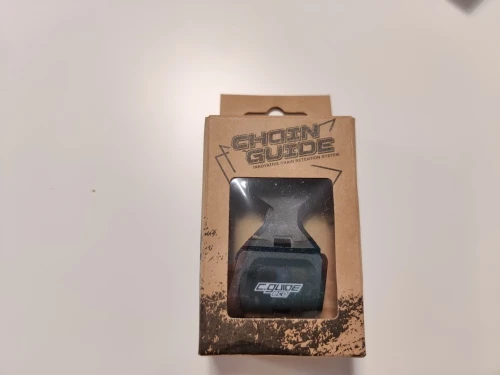 CHAIN
GUIDE
INNOVATIVE CHAIN RETENTION SYSTEM
C.GUIDE